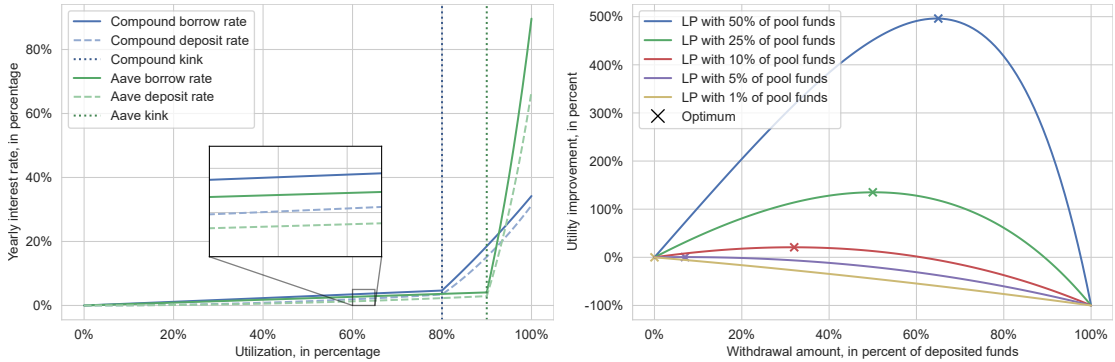 Compound borrow rate
Compound deposit rate
Compound kink
Aave borrow rate
Aave deposit rate
Aave kink
80%
60%
40%
20%
0%
Yearly interest rate, in percentage
0%
20%
40%
60%
80%
100%
Utilization, in percentage
LP with 50% of pool funds
LP with 25% of pool funds
LP with 10% of pool funds
LP with 5% of pool funds
LP with 1% of pool funds
Optimum
500%
400%
300%
200%
100%
0%
-100%
Utility improvement, in percent
0%
20%
40%
60%
80%
100%
Withdrawal amount, in percent of deposited funds